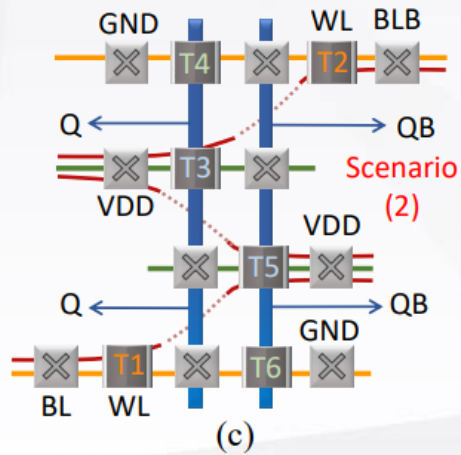 GND WL BLB
T4 T2
Q QB
T3
Scenario
(2)
VDD
VDD
T5
Q QB
GND
T1 T6
BL WL
(c)